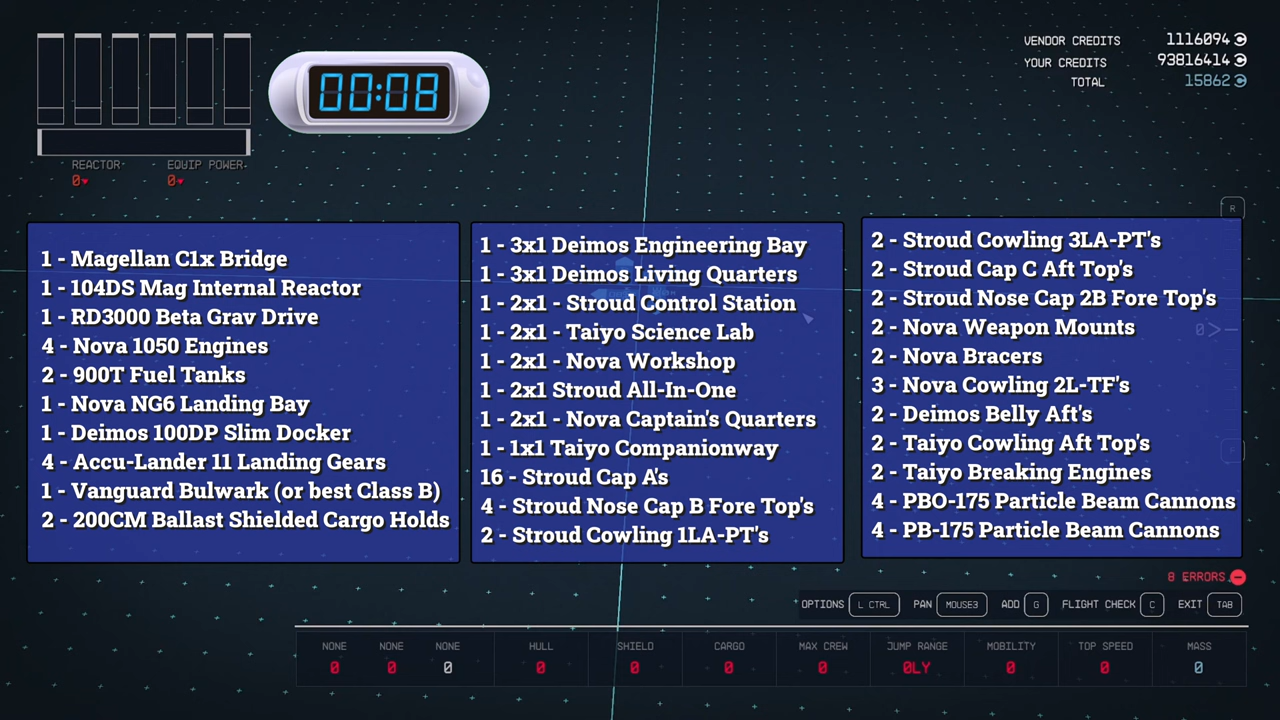 VENDOR CREDITS 1116094
YOUR CREDITS 93816414
TOTAL 15862
00:08
REACTOR EQUIP POWER
0 0
R
1 - Magellan C1x Bridge
1 - 104DS Mag Internal Reactor
1 - RD3000 Beta Grav Drive
4 - Nova 1050 Engines
2 - 900T Fuel Tanks
1 - Nova NG6 Landing Bay
1 - Deimos 100DP Slim Docker
4 - Accu-Lander 11 Landing Gears
1 - Vanguard Bulwark (or best Class B)
2 - 200CM Ballast Shielded Cargo Holds
1 - 3x1 Deimos Engineering Bay
1 - 3x1 Deimos Living Quarters
1 - 2x1 - Stroud Control Station
1 - 2x1 - Taiyo Science Lab
1 - 2x1 - Nova Workshop
1 - 2x1 Stroud All-In-One
1 - 2x1 - Nova Captain's Quarters
1 - 1x1 Taiyo Companionway
16 - Stroud Cap A's
4 - Stroud Nose Cap B Fore Top's
2 - Stroud Cowling 1LA-PT's
2 - Stroud Cowling 3LA-PT's
2 - Stroud Cap C Aft Top's
2 - Stroud Nose Cap 2B Fore Top's
2 - Nova Weapon Mounts
2 - Nova Bracers
3 - Nova Cowling 2L-TF's
2 - Deimos Belly Aft's
2 - Taiyo Cowling Aft Top's
2 - Taiyo Breaking Engines
4 - PBO-175 Particle Beam Cannons
4 - PB-175 Particle Beam Cannons
0
8 ERRORS
OPTIONS L CTRL PAN MOUSE3 ADD G FLIGHT CHECK C EXIT TAB
NONE NONE NONE HULL SHIELD CARGO MAX CREW JUMP RANGE MOBILITY TOP SPEED MASS
0 0 0 0 0 0 0 0LY 0 0 0